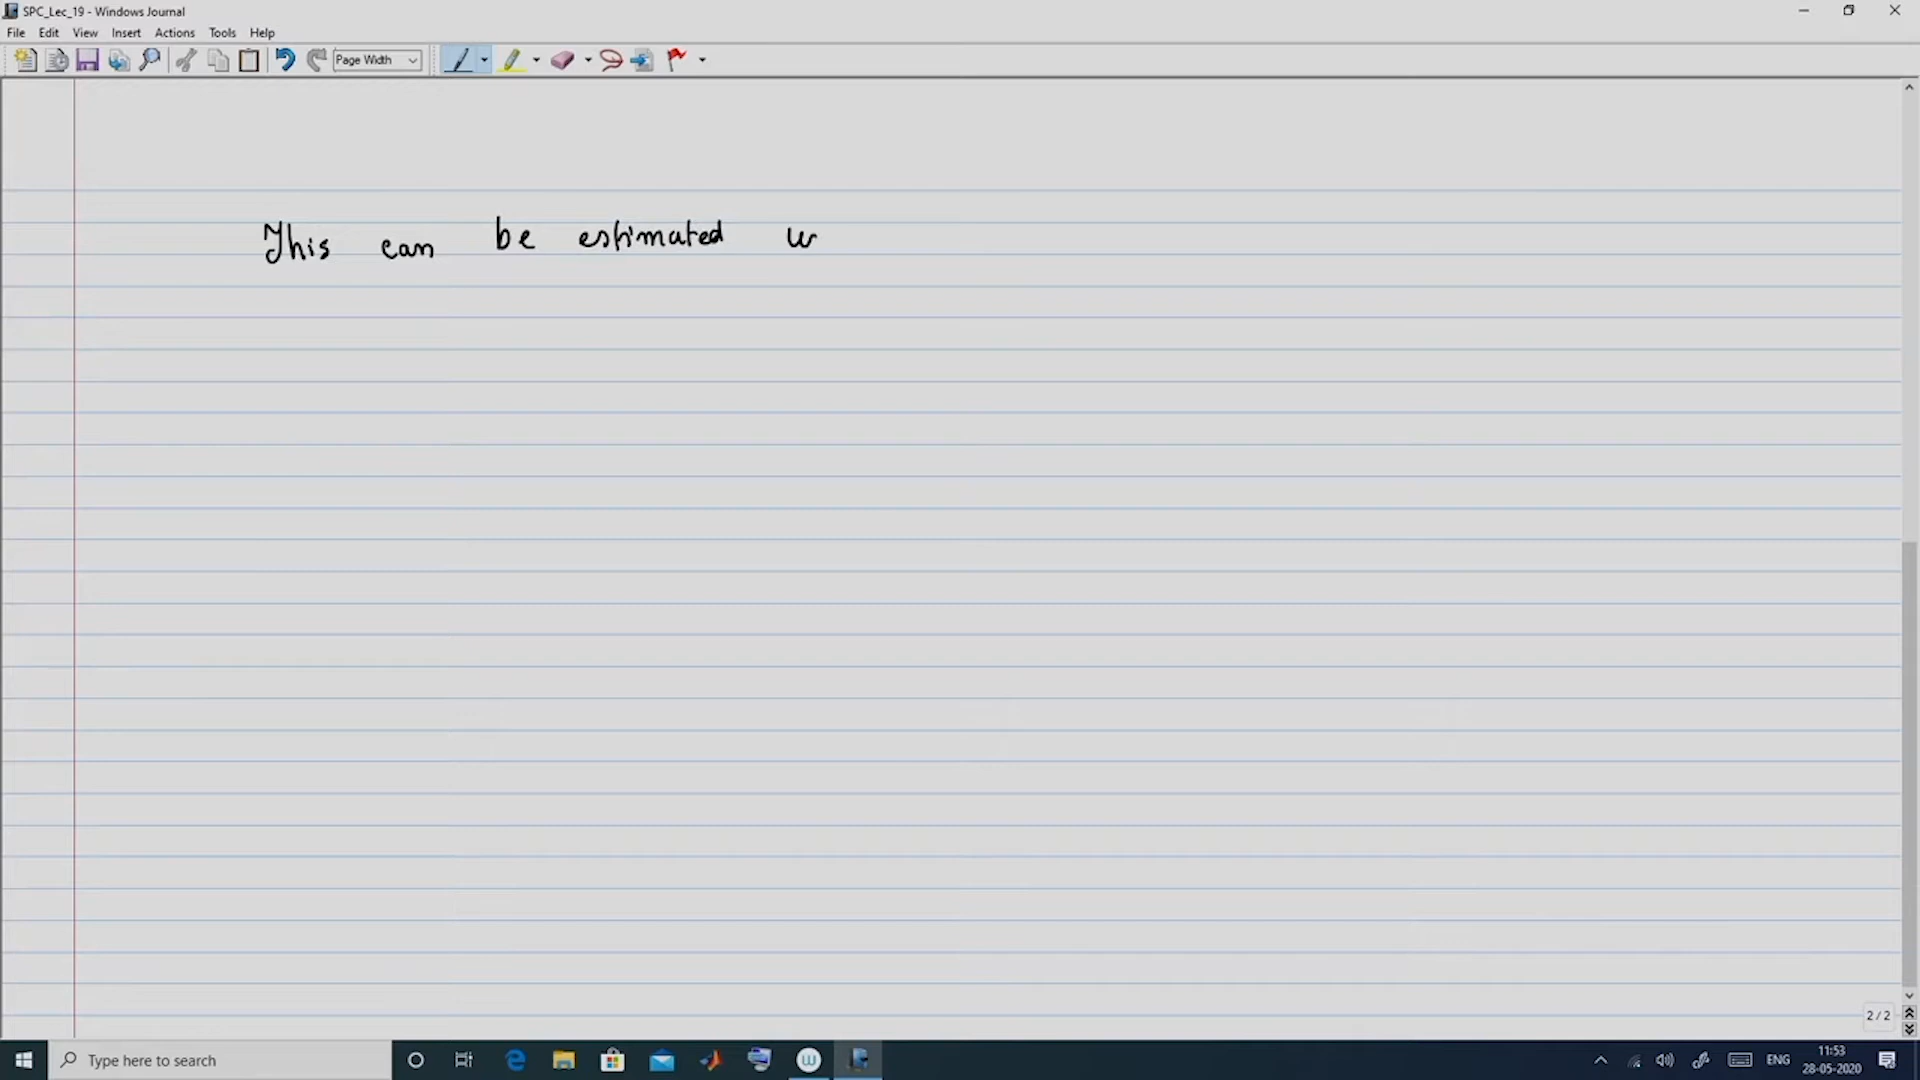 SPC_Lec_19 - Windows Journal
File Edit View Insert Actions Tools Help
Page Width
This can be estimated
2 / 2
Type here to search
ENG
11:53
28-05-2020